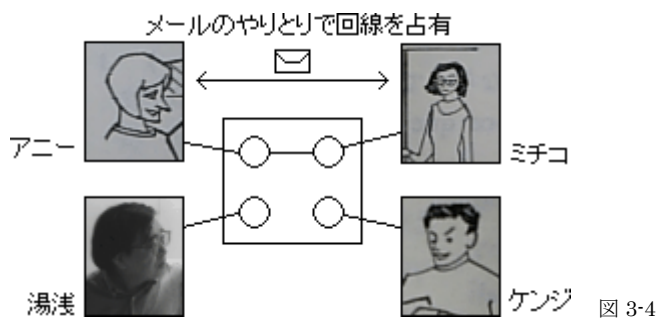 メールのやりとりで回線を占有
アニー
ミチコ
湯浅
ケンジ
図 3-4